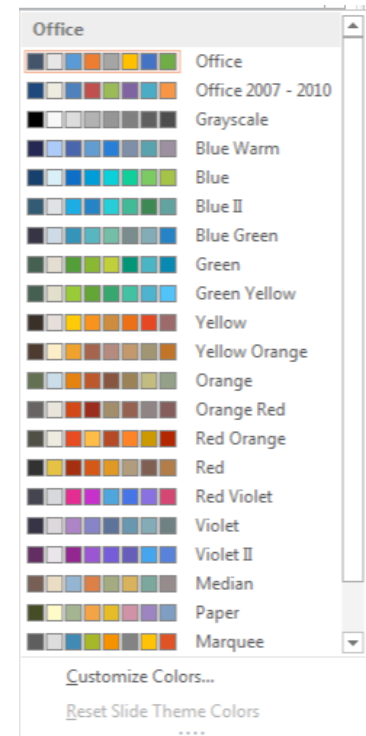 Office
Office
Office 2007 - 2010
Grayscale
Blue Warm
Blue
Blue II
Blue Green
Green
Green Yellow
Yellow
Yellow Orange
Orange
Orange Red
Red Orange
Red
Red Violet
Violet
Violet II
Median
Paper
Marquee
Customize Colors...
Reset Slide Theme Colors